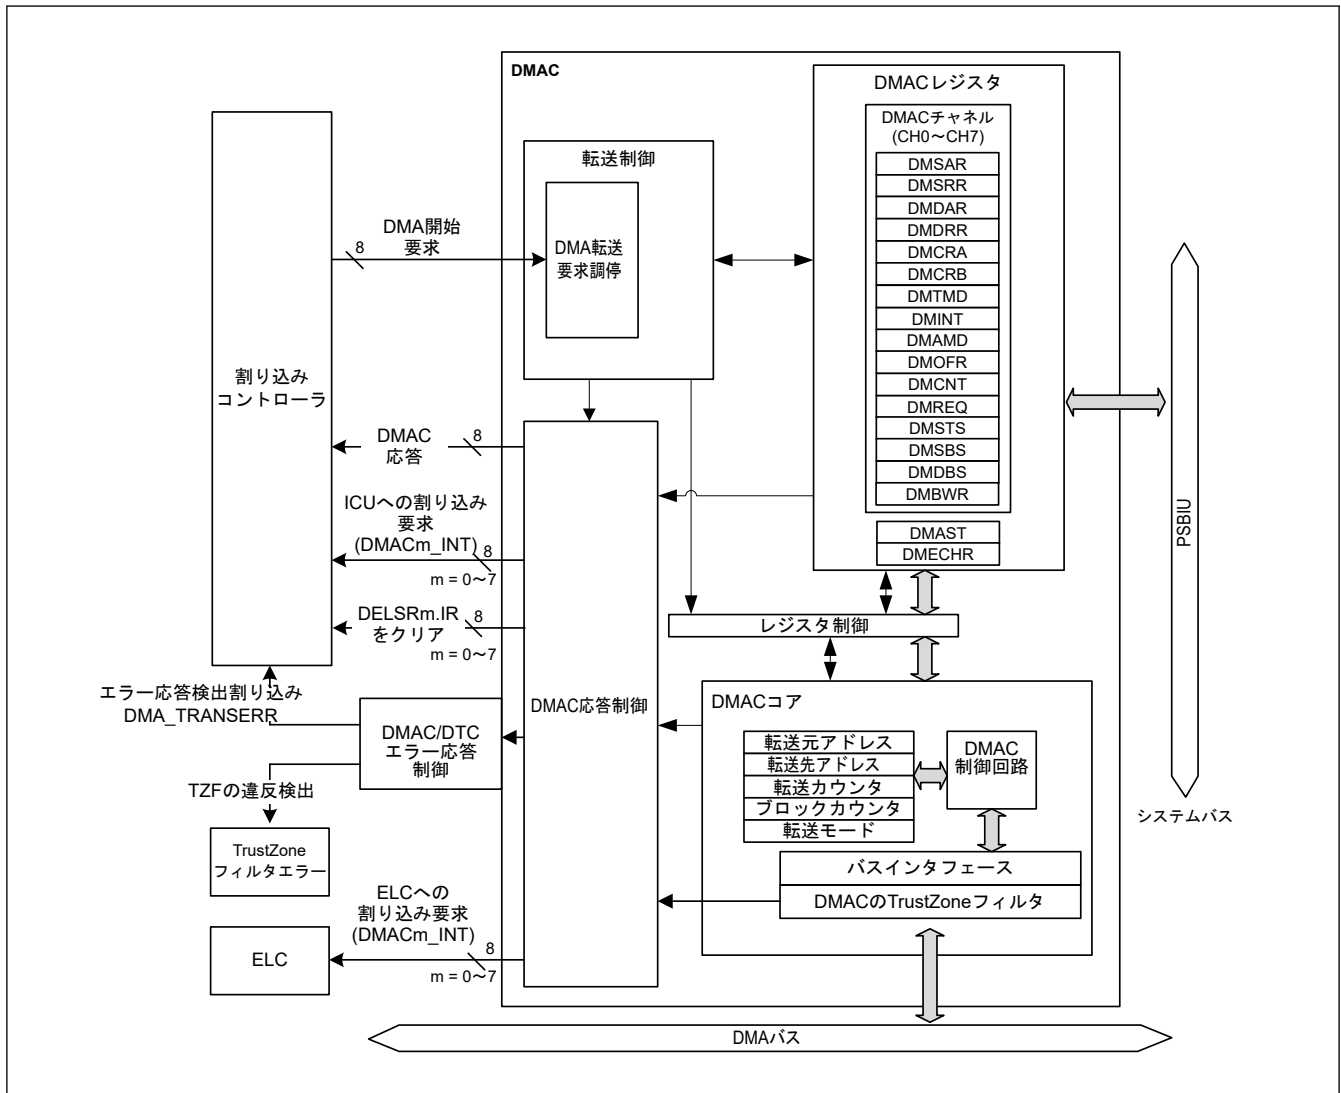 DMAC
DMACレジスタ
DMACチャネル
(CH0～CH7)
DMSAR
DMSRR
DMDAR
DMDRR
DMCRA
DMCRB
DMTMD
DMINT
DMAMD
DMOFR
DMCNT
DMREQ
DMSTS
DMSBS
DMDBS
DMBWR
DMAST
DMECHR
転送制御
DMA転送
要求調停
DMA開始
要求
8
割り込み
コントローラ
DMAC
応答
8
ICUへの割り込み
要求
(DMACm_INT)
8
m = 0～7
DELSRm.IR
をクリア
8
m = 0～7
エラー応答検出割り込み
DMA_TRANSERR
DMAC/DTC
エラー応答
制御
TZFの違反検出
TrustZone
フィルタエラー
ELCへの
割り込み要求
(DMACm_INT)
8
m = 0～7
ELC
DMAC応答制御
レジスタ制御
DMACコア
転送元アドレス
転送先アドレス
転送カウンタ
ブロックカウンタ
転送モード
DMAC
制御回路
バスインタフェース
DMACのTrustZoneフィルタ
PSBIU
システムバス
DMAバス